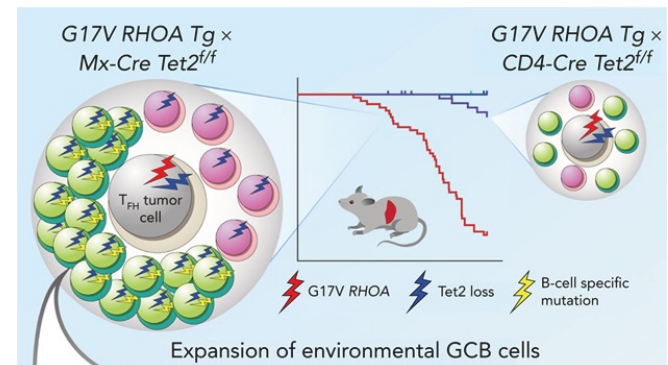 G17V RHOA Tg ×
Mx-Cre Tet2f/f
G17V RHOA Tg ×
CD4-Cre Tet2f/f
TFH tumor
cell
G17V RHOA
Tet2 loss
B-cell specific
mutation
Expansion of environmental GCB cells